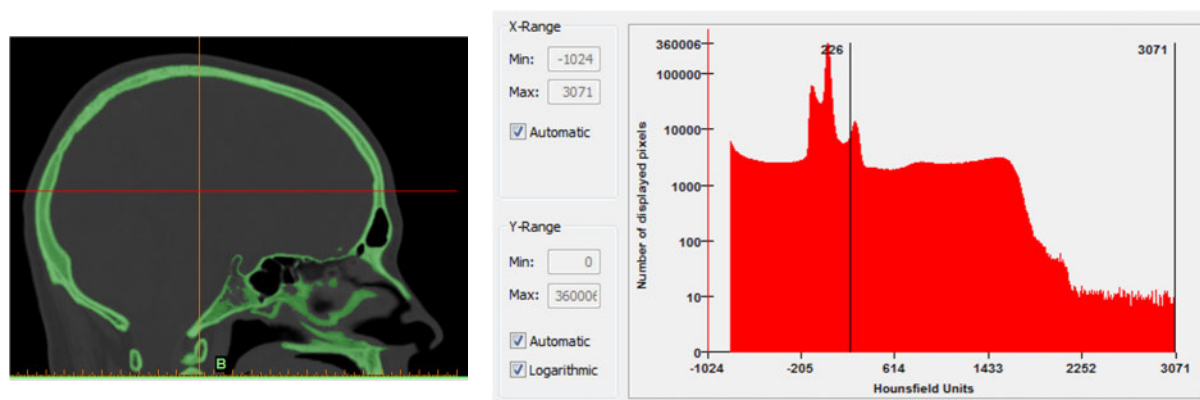 B
X-Range
Min: -1024
Max: 3071
Automatic
Y-Range
Min: 0
Max: 360006
Automatic
Logarithmic
Number of displayed pixels
360006
100000
10000
1000
100
10
0
226
3071
-1024 -205 614 1433 2252 3071
Hounsfield Units